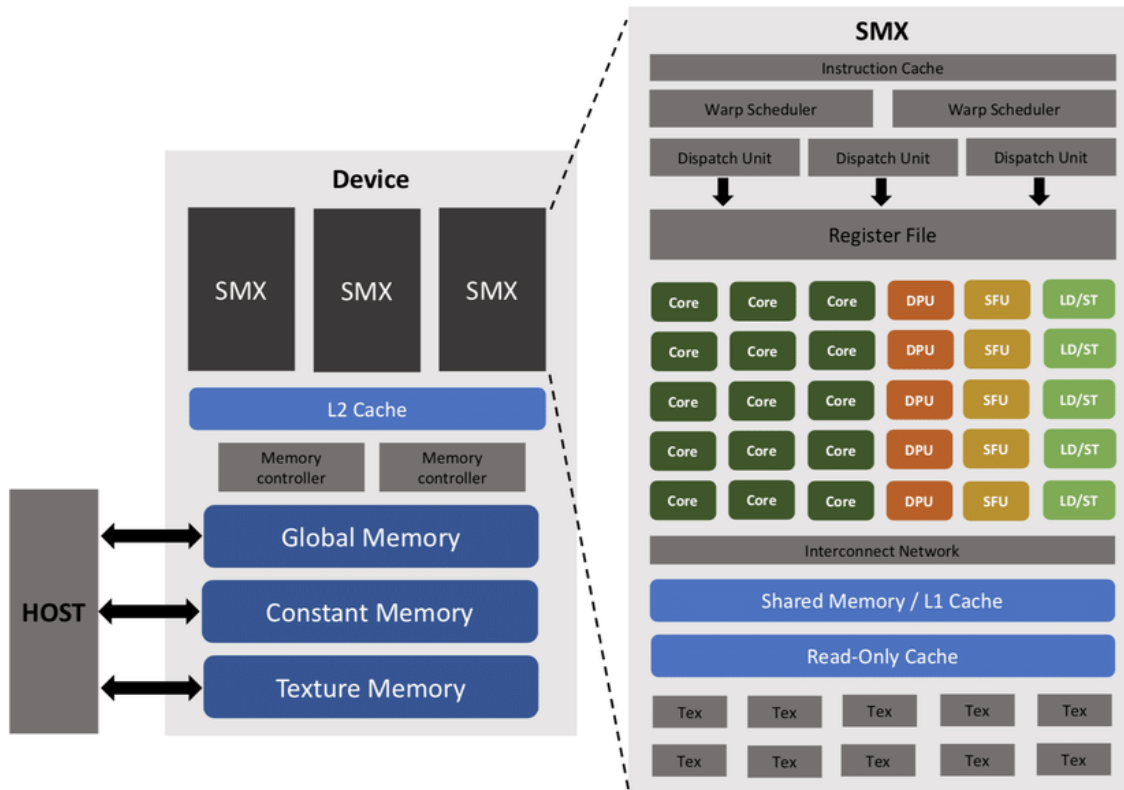 SMX
Instruction Cache
Warp Scheduler Warp Scheduler
Dispatch Unit Dispatch Unit Dispatch Unit
Register File
Core Core Core DPU SFU LD/ST
Core Core Core DPU SFU LD/ST
Core Core Core DPU SFU LD/ST
Core Core Core DPU SFU LD/ST
Core Core Core DPU SFU LD/ST
Interconnect Network
Shared Memory / L1 Cache
Read-Only Cache
Tex Tex Tex Tex Tex
Tex Tex Tex Tex Tex
Device
SMX SMX SMX
L2 Cache
Memory controller Memory controller
Global Memory
Constant Memory
Texture Memory
HOST